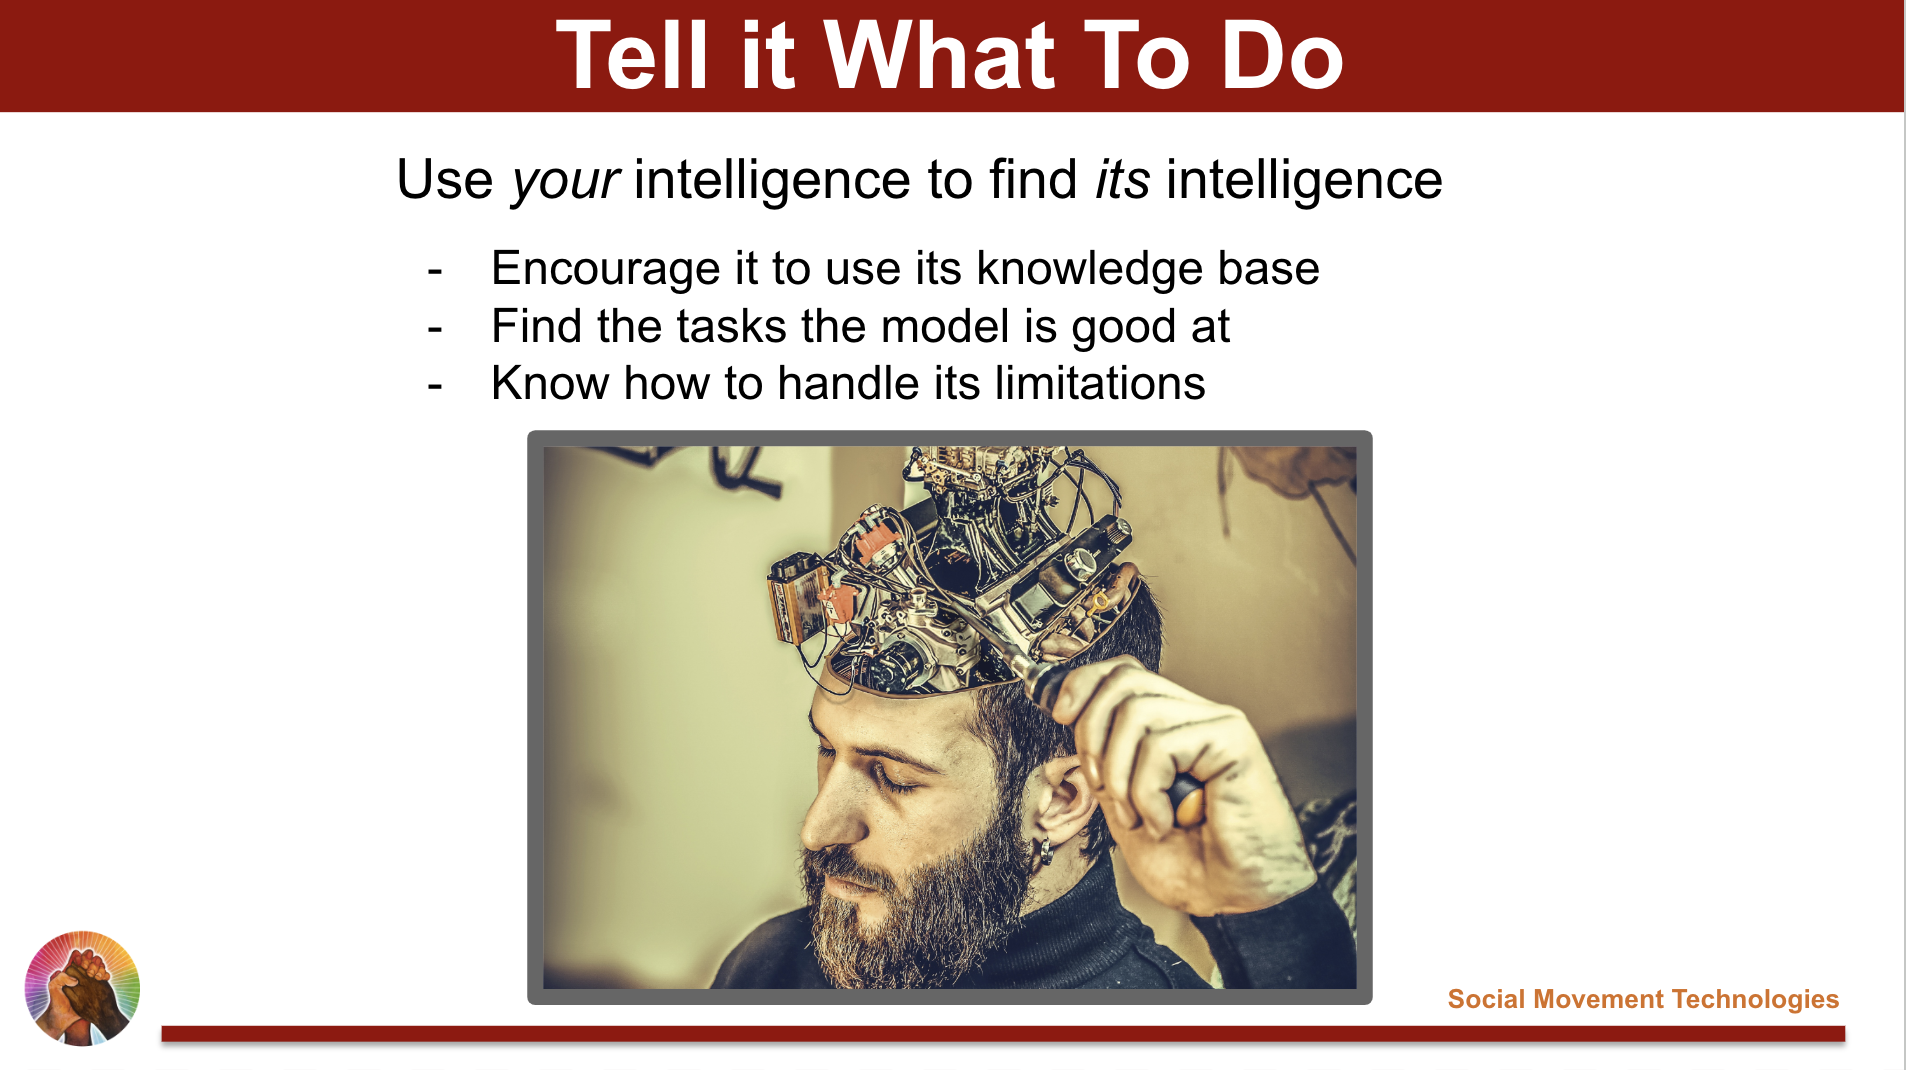 Tell it What To Do
Use your intelligence to find its intelligence
- Encourage it to use its knowledge base
- Find the tasks the model is good at
- Know how to handle its limitations
Social Movement Technologies